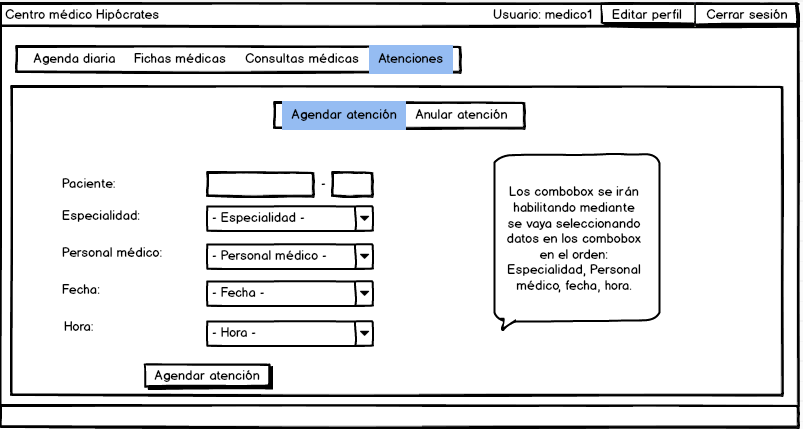 Centro médico Hipócrates Usuario: medico1 Editar perfil Cerrar sesión
Agenda diaria Fichas médicas Consultas médicas Atenciones
Agendar atención Anular atención
Paciente: -
Especialidad: - Especialidad -
Personal médico: - Personal médico -
Fecha: - Fecha -
Hora: - Hora -
Agendar atención
Los combobox se irán
habilitando mediante
se vaya seleccionando
datos en los combobox
en el orden:
Especialidad, Personal
médico, fecha, hora.